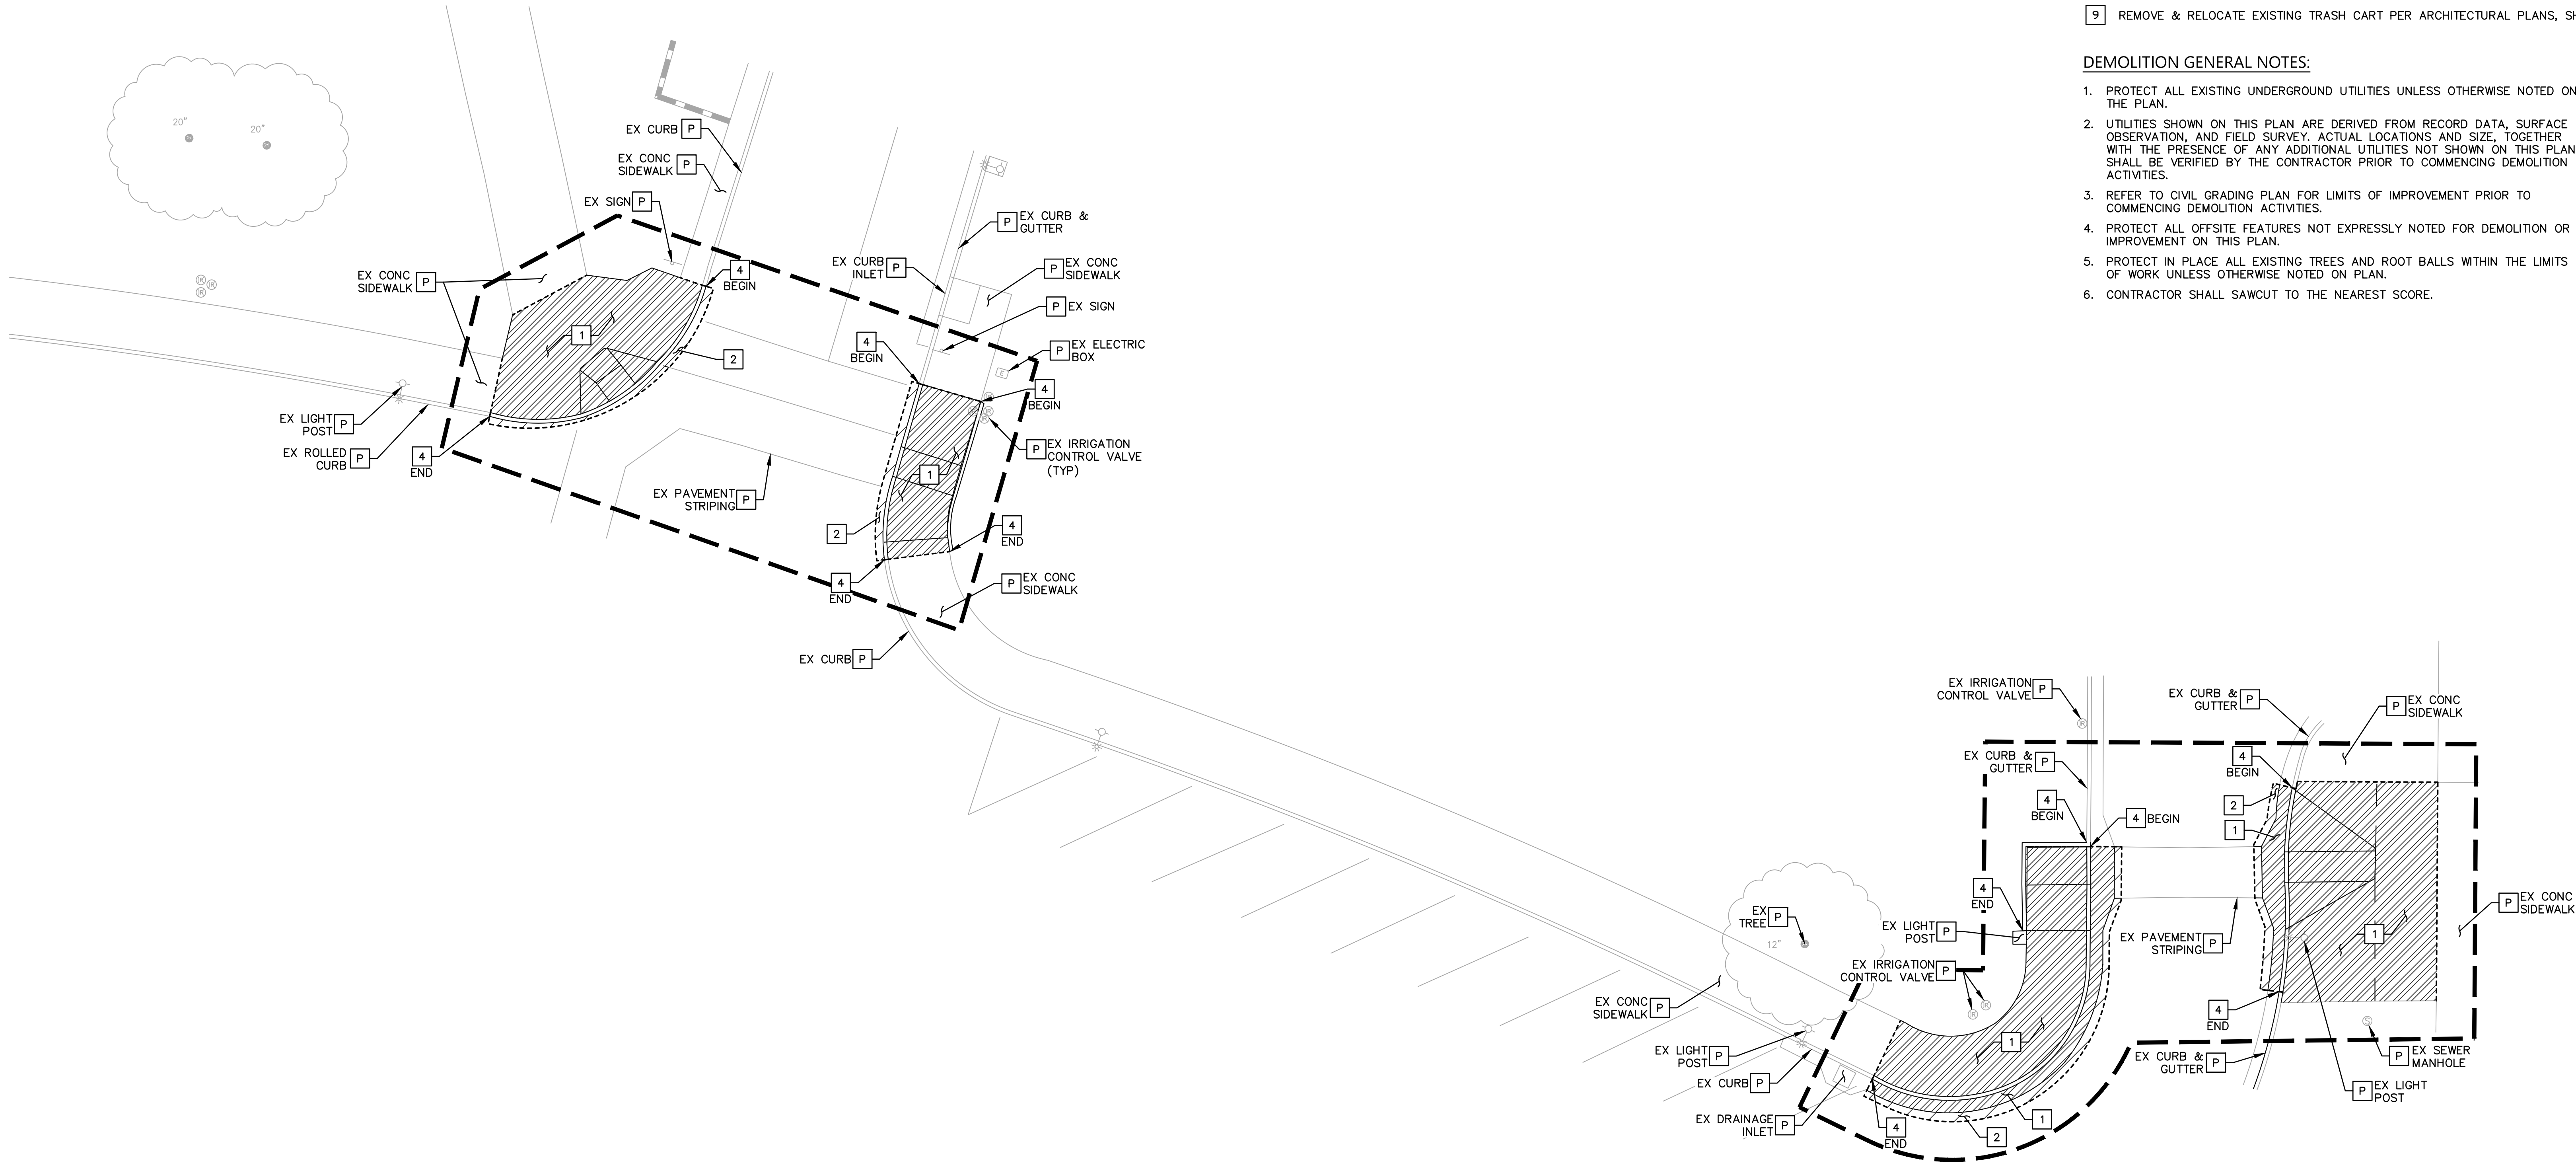 9 REMOVE & RELOCATE EXISTING TRASH CART PER ARCHITECTURAL PLANS,
DEMOLITION GENERAL NOTES:
1. PROTECT ALL EXISTING UNDERGROUND UTILITIES UNLESS OTHERWISE NOTED ON
THE PLAN.
2. UTILITIES SHOWN ON THIS PLAN ARE DERIVED FROM RECORD DATA, SURFACE
OBSERVATION, AND FIELD SURVEY. ACTUAL LOCATIONS AND SIZE, TOGETHER
WITH THE PRESENCE OF ANY ADDITIONAL UTILITIES NOT SHOWN ON THIS PLAN
SHALL BE VERIFIED BY THE CONTRACTOR PRIOR TO COMMENCING DEMOLITION
ACTIVITIES.
3. REFER TO CIVIL GRADING PLAN FOR LIMITS OF IMPROVEMENT PRIOR TO
COMMENCING DEMOLITION ACTIVITIES.
4. PROTECT ALL OFFSITE FEATURES NOT EXPRESSLY NOTED FOR DEMOLITION OR
IMPROVEMENT ON THIS PLAN.
5. PROTECT IN PLACE ALL EXISTING TREES AND ROOT BALLS WITHIN THE LIMITS
OF WORK UNLESS OTHERWISE NOTED ON PLAN.
6. CONTRACTOR SHALL SAWCUT TO THE NEAREST SCORE.
20"
20"
EX CURB P
EX CONC
SIDEWALK P
EX SIGN P
EX CONC
SIDEWALK P
4
BEGIN
1
2
EX LIGHT
POST P
EX ROLLED
CURB P
4
END
P EX CURB &
GUTTER
EX CURB
INLET P
P EX CONC
SIDEWALK
P EX SIGN
4
BEGIN
P EX ELECTRIC
BOX
E
4
BEGIN
P EX IRRIGATION
CONTROL VALVE
(TYP)
1
EX PAVEMENT
STRIPING P
2
4
END
4
END
P EX CONC
SIDEWALK
EX CURB P
EX IRRIGATION
CONTROL VALVE P
EX CURB &
GUTTER P
P EX CONC
SIDEWALK
EX CURB &
GUTTER P
4
BEGIN
4
BEGIN
4 BEGIN
2
1
4
END
EX
TREE P
12"
EX LIGHT
POST P
EX PAVEMENT
STRIPING P
1
P EX CONC
SIDEWALK
EX IRRIGATION
CONTROL VALVE P
EX CONC
SIDEWALK P
4
END
1
S
EX LIGHT
POST P
EX CURB P
EX CURB &
GUTTER P
P EX SEWER
MANHOLE
P EX LIGHT
POST
EX DRAINAGE
INLET P
4
END
2
1